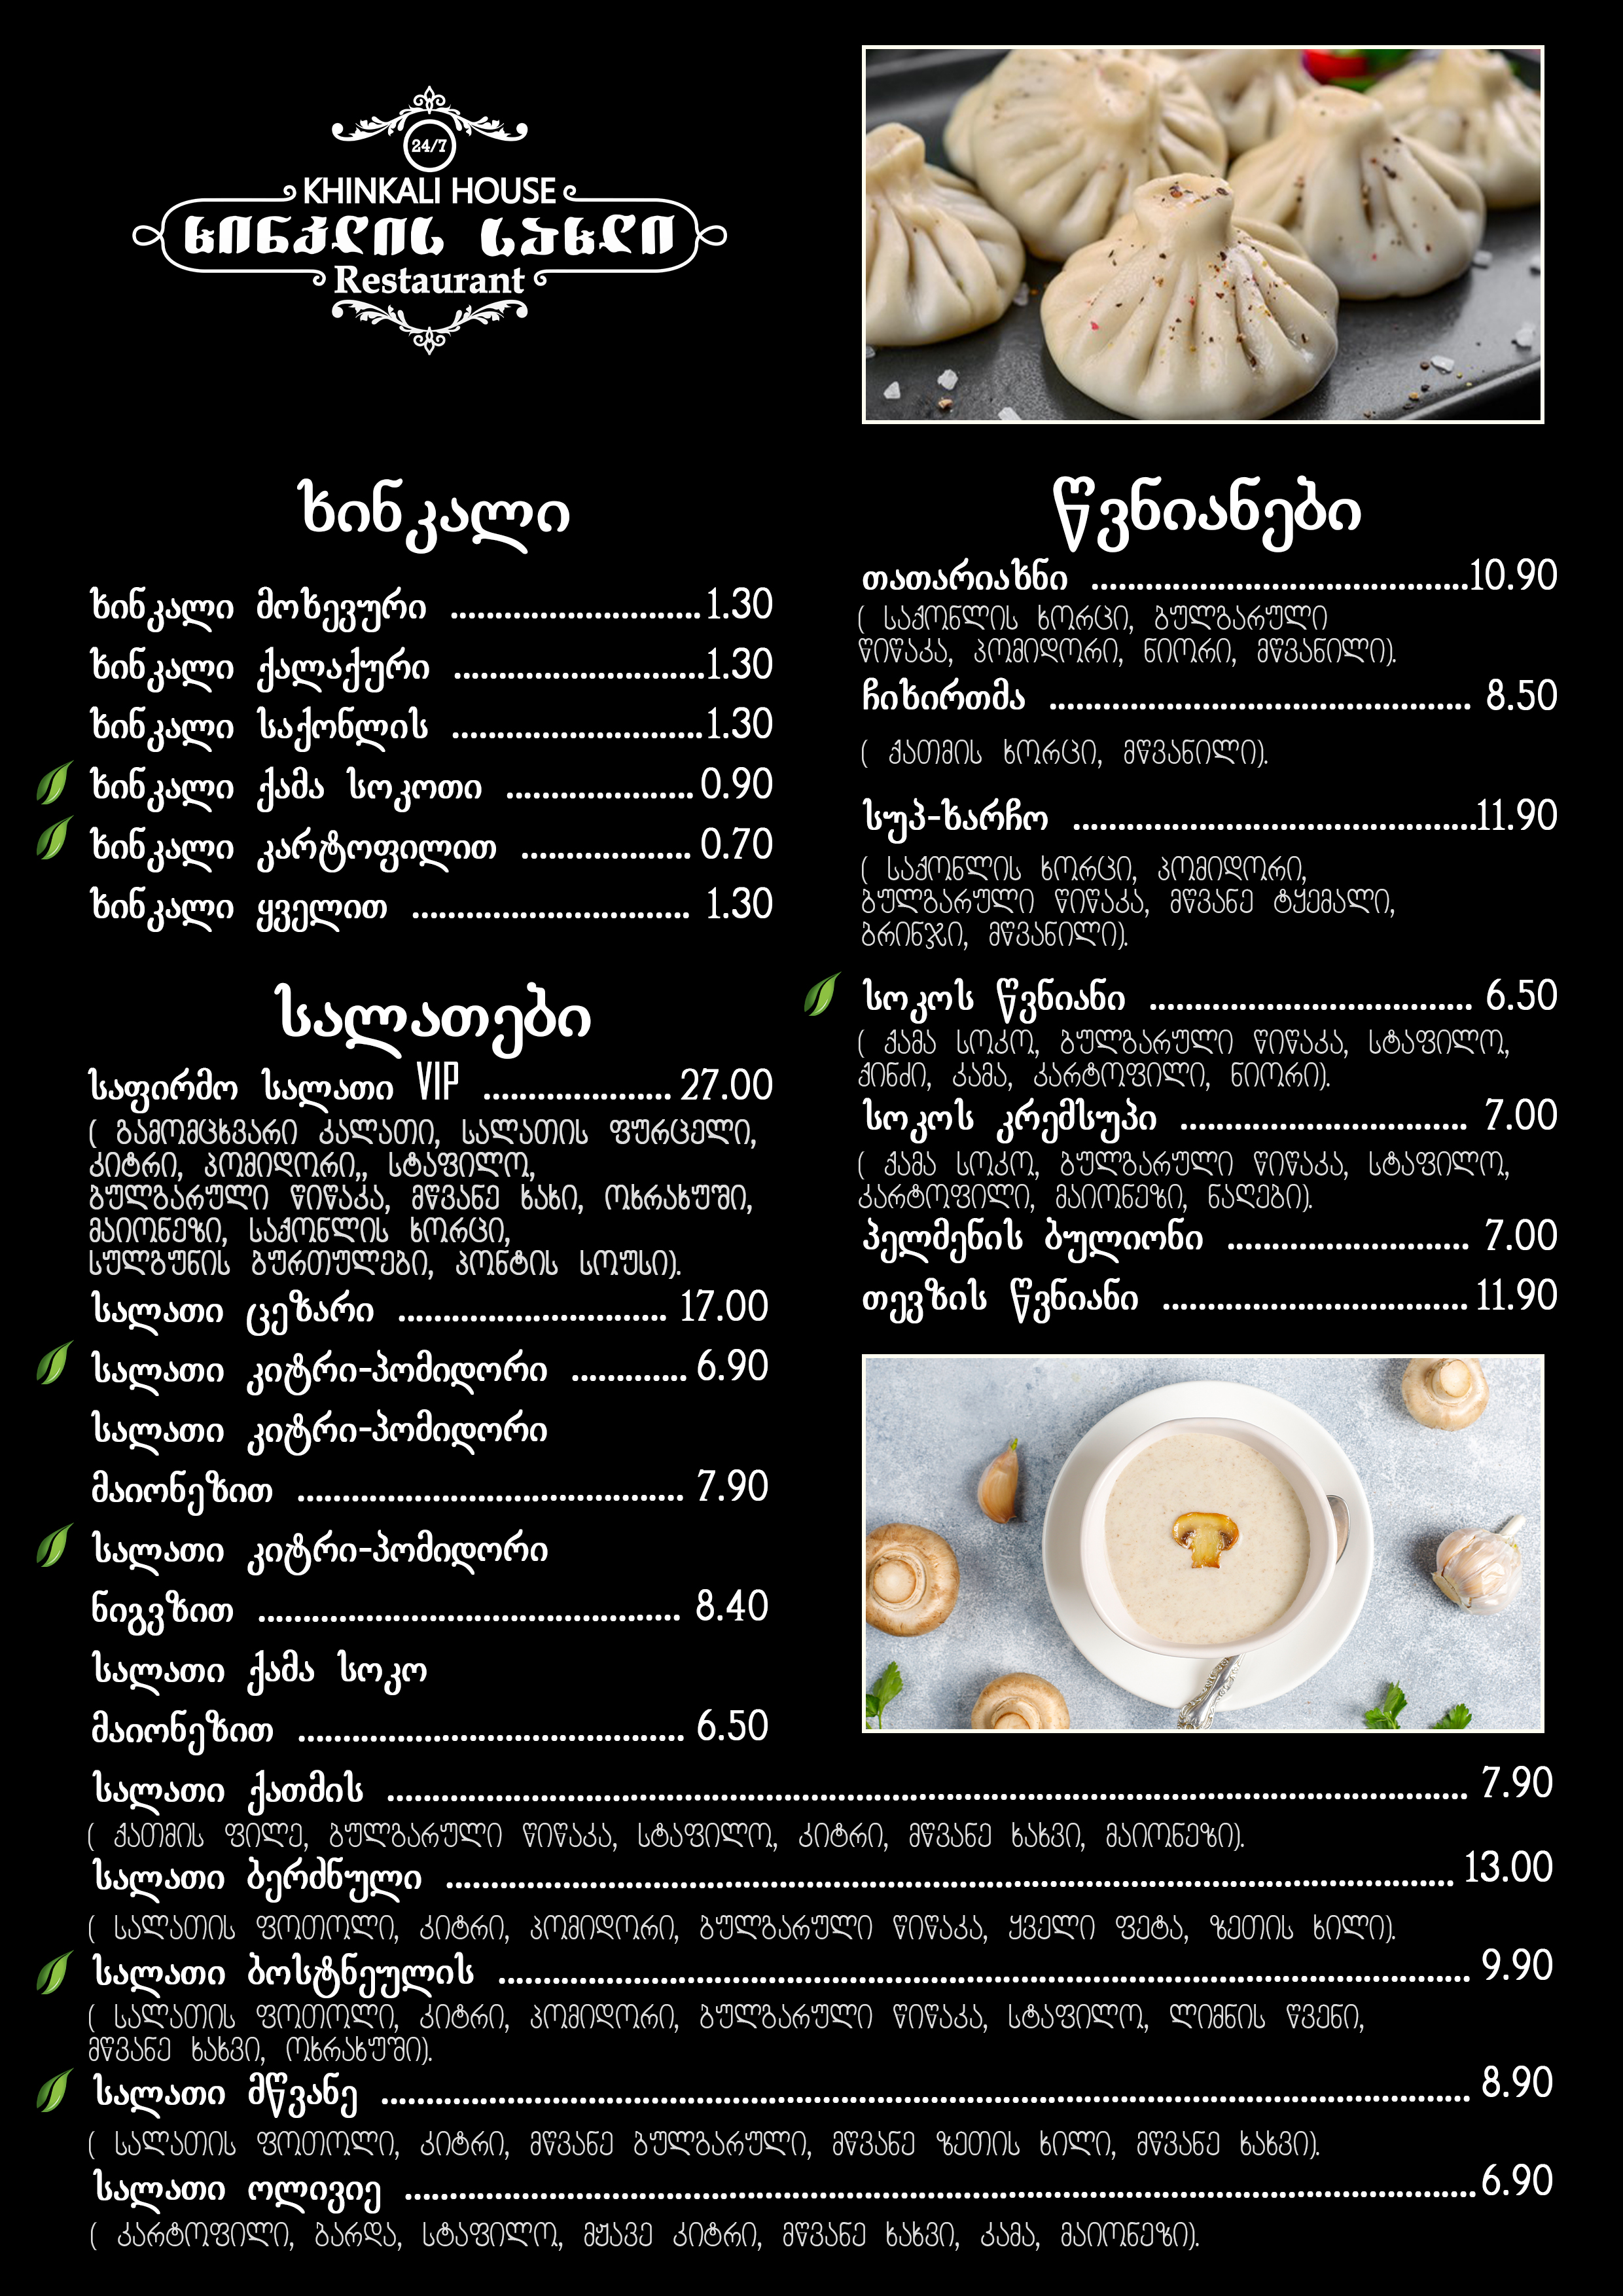 24/7
KHINKALI HOUSE
ხინკლის სახლი
Restaurant
ხინკალი
ხინკალი მოხევური ............................ 1.30
ხინკალი ქალაქური ............................ 1.30
ხინკალი საქონლის ............................ 1.30
ხინკალი ქამა სოკოთი ..................... 0.90
ხინკალი კარტოფილით ................... 0.70
ხინკალი ყველით ............................... 1.30
სალათები
საფირმო სალათი VIP ..................... 27.00
( გამომცხვარი კალათი, სალათის ფურცელი,
კიტრი, პომიდორი,, სტაფილო,
ბულგარული წიწაკა, მწვანე ხახი, ოხრახუში,
მაიონეზი, საქონლის ხორცი,
სულგუნის ბურთულები, პონტის სოუსი).
სალათი ცეზარი .............................. 17.00
სალათი კიტრი-პომიდორი ............. 6.90
სალათი კიტრი-პომიდორი
მაიონეზით ........................................... 7.90
სალათი კიტრი-პომიდორი
ნიგვზით ............................................... 8.40
სალათი ქამა სოკო
მაიონეზით ........................................... 6.50
სალათი ქათმის ........................................................ 7.90
( ქათმის ფილე, ბულგარული წიწაკა, სტაფილო, კიტრი, მწვანე ხახვი, მაიონეზი).
სალათი ბერძნული ........................................................ 13.00
( სალათის ფოთოლი, კიტრი, პომიდორი, ბულგარული წიწაკა, ყველი ფეტა, ზეთის ხილი).
სალათი ბოსტნეულის ........................................................ 9.90
( სალათის ფოთოლი, კიტრი, პომიდორი, ბულგარული წიწაკა, სტაფილო, ლიმნის წვენი,
მწვანე ხახვი, ოხრახუში).
სალათი მწვანე ........................................................ 8.90
( სალათის ფოთოლი, კიტრი, მწვანე ბულგარული, მწვანე ზეთის ხილი, მწვანე ხახვი).
სალათი ოლივიე ........................................................ 6.90
( კარტოფილი, ბარდა, სტაფილო, მჟავე კიტრი, მწვანე ხახვი, კამა, მაიონეზი).
წვნიანები
თათარიახნი .......................................... 10.90
( საქონლის ხორცი, ბულგარული
წიწაკა, პომიდორი, ნიორი, მწვანილი).
ჩიხირთმა ............................................... 8.50
( ქათმის ხორცი, მწვანილი).
სუპ-ხარჩო ............................................. 11.90
( საქონლის ხორცი, პომიდორი,
ბულგარული წიწაკა, მწვანე ტყემალი,
ბრინჯი, მწვანილი).
სოკოს წვნიანი .................................... 6.50
( ქამა სოკო, ბულგარული წიწაკა, სტაფილო,
ქინძი, კამა, კარტოფილი, ნიორი).
სოკოს კრემსუპი ................................ 7.00
( ქამა სოკო, ბულგარული წიწაკა, სტაფილო,
კარტოფილი, მაიონეზი, ნაღები).
პელმენის ბულიონი ........................... 7.00
თევზის წვნიანი .................................. 11.90